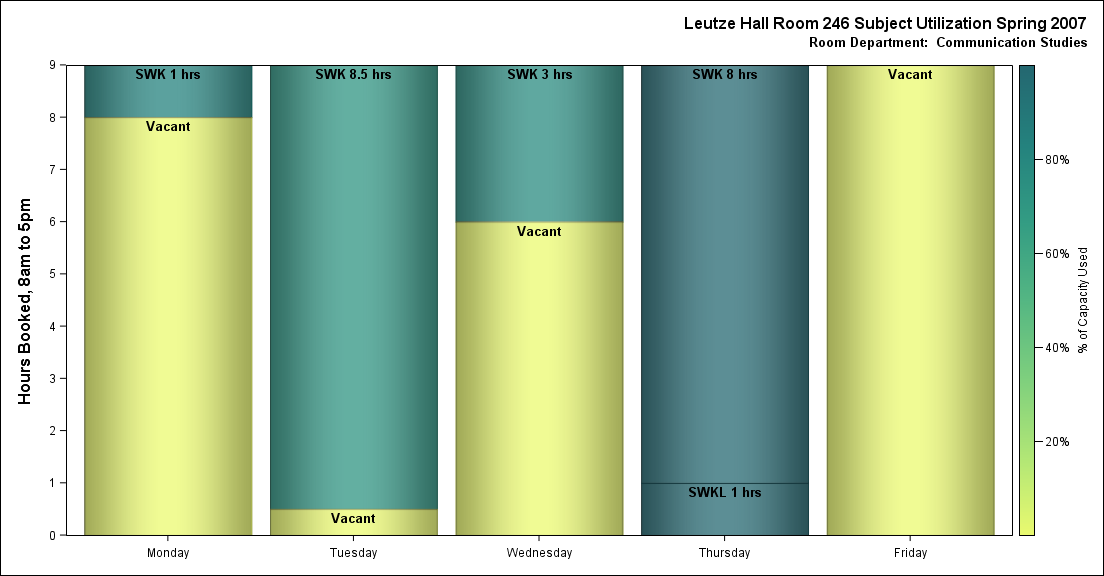 Leutze Hall Room 246 Subject Utilization Spring 2007
Room Department:  Communication Studies
Hours Booked, 8am to 5pm
9
8
7
6
5
4
3
2
1
0
SWK 1 hrs
Vacant
SWK 8.5 hrs
Vacant
SWK 3 hrs
Vacant
SWK 8 hrs
SWKL 1 hrs
Vacant
Monday
Tuesday
Wednesday
Thursday
Friday
80%
60%
40%
20%
% of Capacity Used